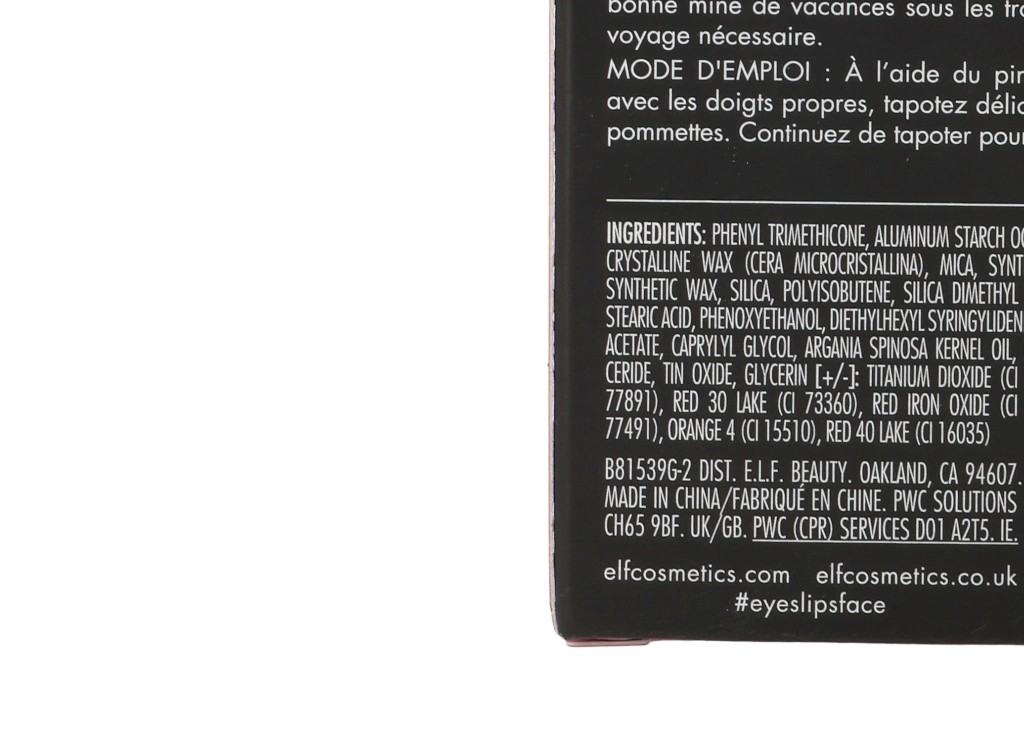 bonne mine de vacances sous les tro
voyage nécessaire.
MODE D'EMPLOI : À l'aide du pin
avec les doigts propres, tapotez délic
pommettes. Continuez de tapoter pour
INGREDIENTS: PHENYL TRIMETHICONE, ALUMINUM STARCH OC
CRYSTALLINE WAX (CERA MICROCRISTALLINA), MICA, SYNT
SYNTHETIC WAX, SILICA, POLYISOBUTENE, SILICA DIMETHYL
STEARIC ACID, PHENOXYETHANOL, DIETHYLHEXYL SYRINGYLIDEN
ACETATE, CAPRYLYL GLYCOL, ARGANIA SPINOSA KERNEL OIL,
CERIDE, TIN OXIDE, GLYCERIN [+/-]: TITANIUM DIOXIDE (CI
77891), RED 30 LAKE (CI 73360), RED IRON OXIDE (CI
77491), ORANGE 4 (CI 15510), RED 40 LAKE (CI 16035)
B81539G-2 DIST. E.L.F. BEAUTY. OAKLAND, CA 94607.
MADE IN CHINA/FABRIQUÉ EN CHINE. PWC SOLUTIONS
CH65 9BF. UK/GB. PWC (CPR) SERVICES D01 A2T5. IE.
elfcosmetics.com elfcosmetics.co.uk
#eyeslipsface